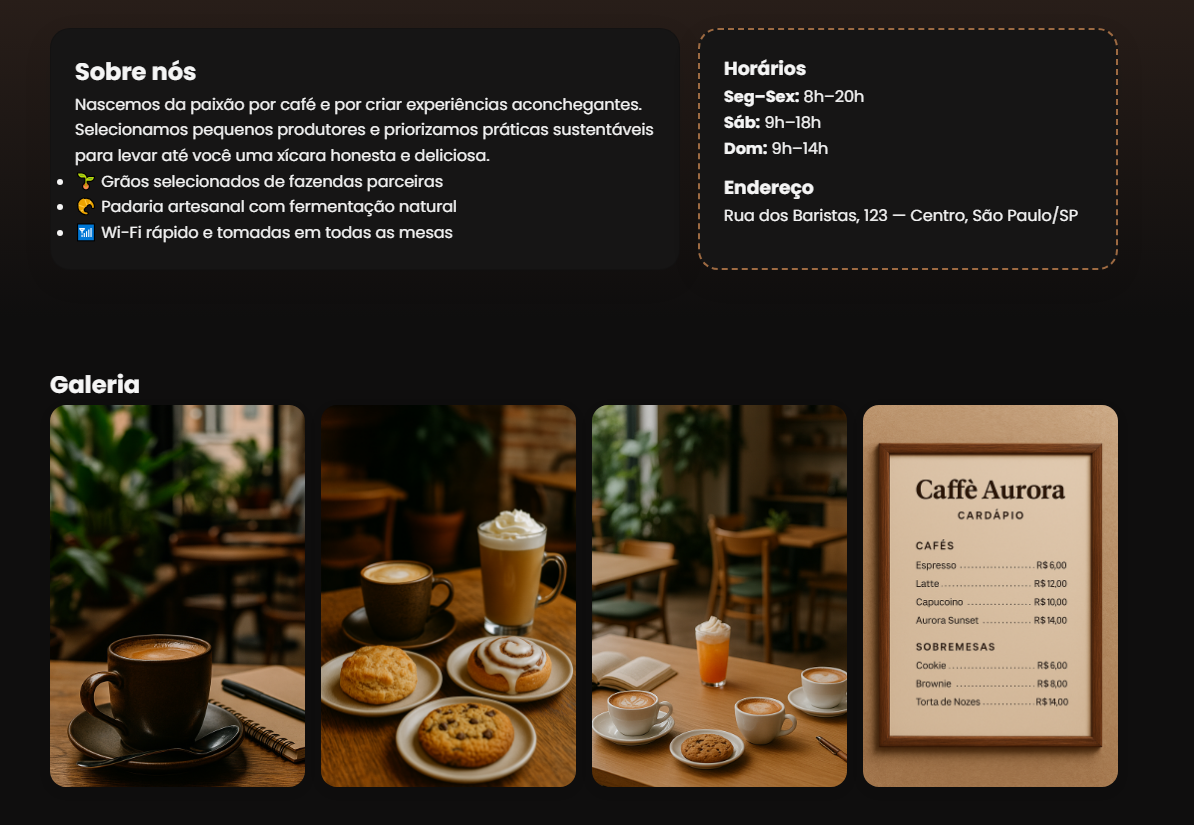 Sobre nós
Nascemos da paixão por café e por criar experiências aconchegantes.
Selecionamos pequenos produtores e priorizamos práticas sustentáveis
para levar até você uma xícara honesta e deliciosa.
Grãos selecionados de fazendas parceiras
Padaria artesanal com fermentação natural
Wi-Fi rápido e tomadas em todas as mesas
Horários
Seg–Sex: 8h–20h
Sáb: 9h–18h
Dom: 9h–14h
Endereço
Rua dos Baristas, 123 — Centro, São Paulo/SP
Galeria
Caffè Aurora
CARDÁPIO
CAFÉS
Espresso R$6,00
Latte R$12,00
Capucoino R$10,00
Aurora Sunset R$14,00
SOBREMESAS
Cookie R$6,00
Brownie R$8,00
Torta de Nozes R$14,00